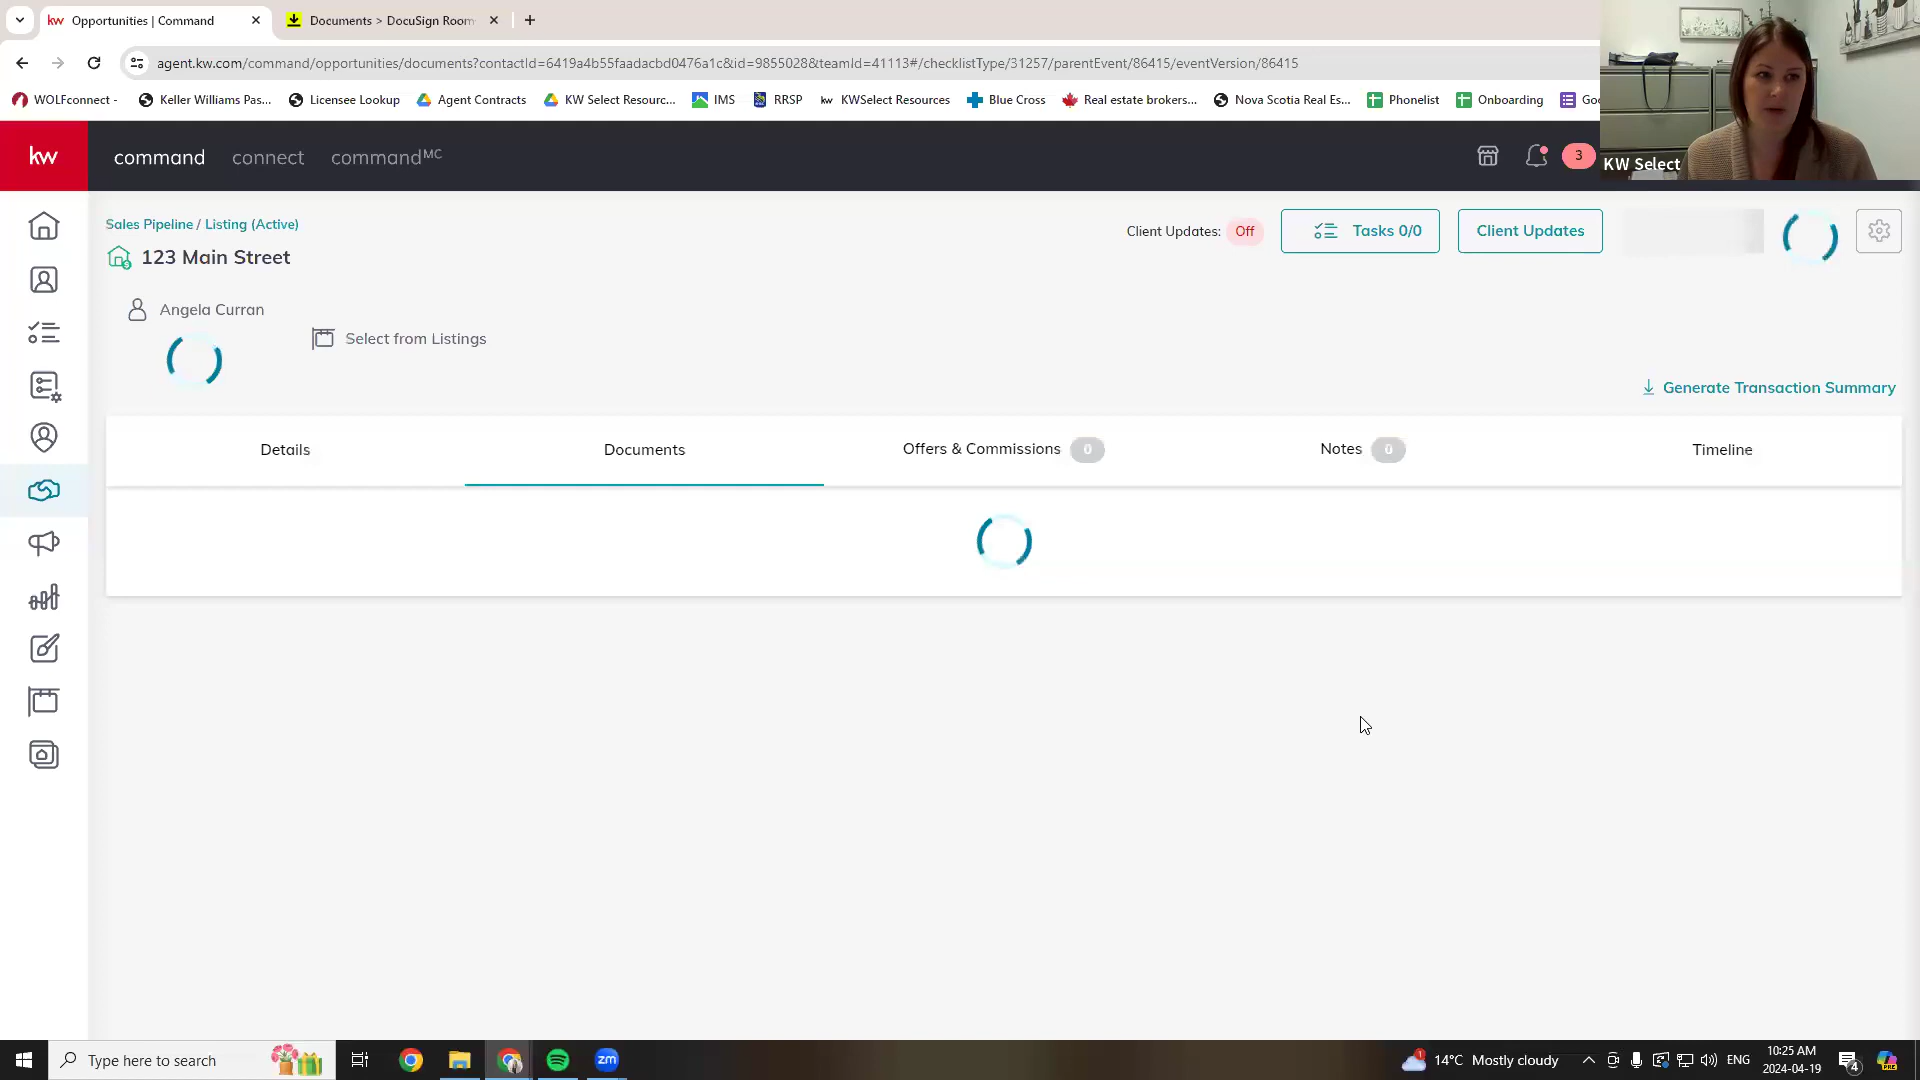 Opportunities | Command
Documents > DocuSign Room
agent.kw.com/command/opportunities/documents?contactId=6419a4b55faadacbd0476a1c&id=9855028&teamId=41113#/checklistType/31257/parentEvent/86415/eventVersion/86415
WOLFconnect - Keller Williams Pas... Licensee Lookup Agent Contracts KW Select Resourc... IMS RRSP KWSelect Resources Blue Cross Real estate brokers... Nova Scotia Real Es... Phonelist Onboarding Goo
kw command connect commandMC 3
KW Select
Sales Pipeline / Listing (Active)
Client Updates: Off Tasks 0/0 Client Updates
123 Main Street
Angela Curran
Select from Listings
Generate Transaction Summary
Details Documents Offers & Commissions 0 Notes 0 Timeline
Type here to search
zm
1 14°C Mostly cloudy ENG
10:25 AM
2024-04-19
4
PRE